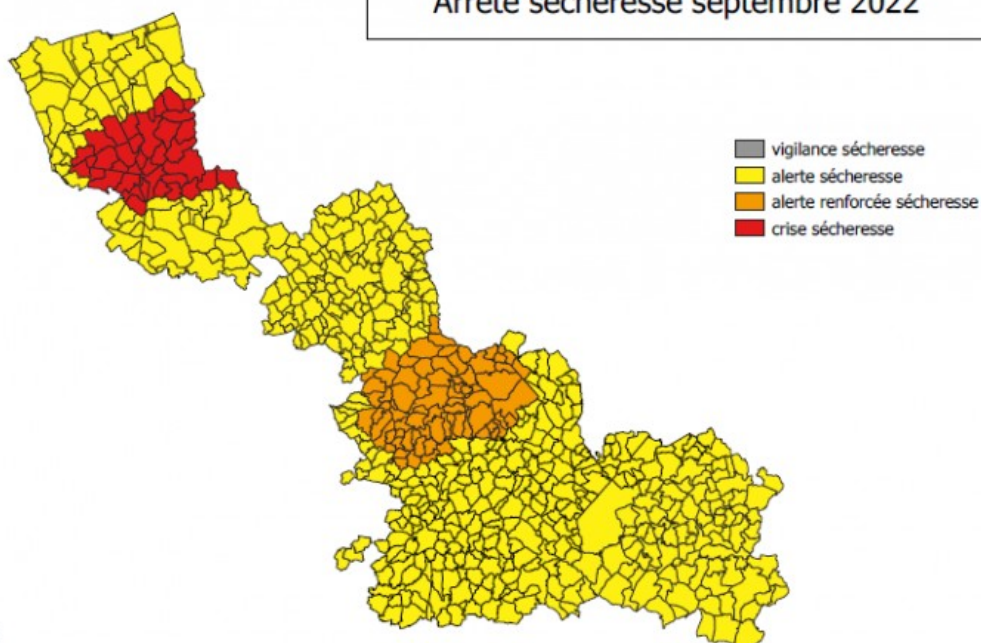 Arrêté sécheresse septembre 2022
vigilance sécheresse
alerte sécheresse
alerte renforcée sécheresse
crise sécheresse